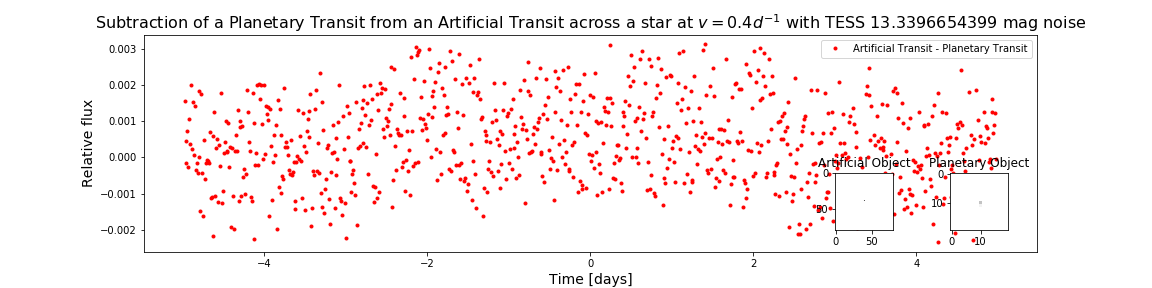 Subtraction of a Planetary Transit from an Artificial Transit across a star at v = 0.4d⁻¹ with TESS 13.3396654399 mag noise
Artificial Transit - Planetary Transit
Relative flux
0.003
0.002
0.001
0.000
−0.001
−0.002
Artificial Object
0
50
0 50
Planetary Object
0
10
0 10
−4 −2 0 2 4
Time [days]